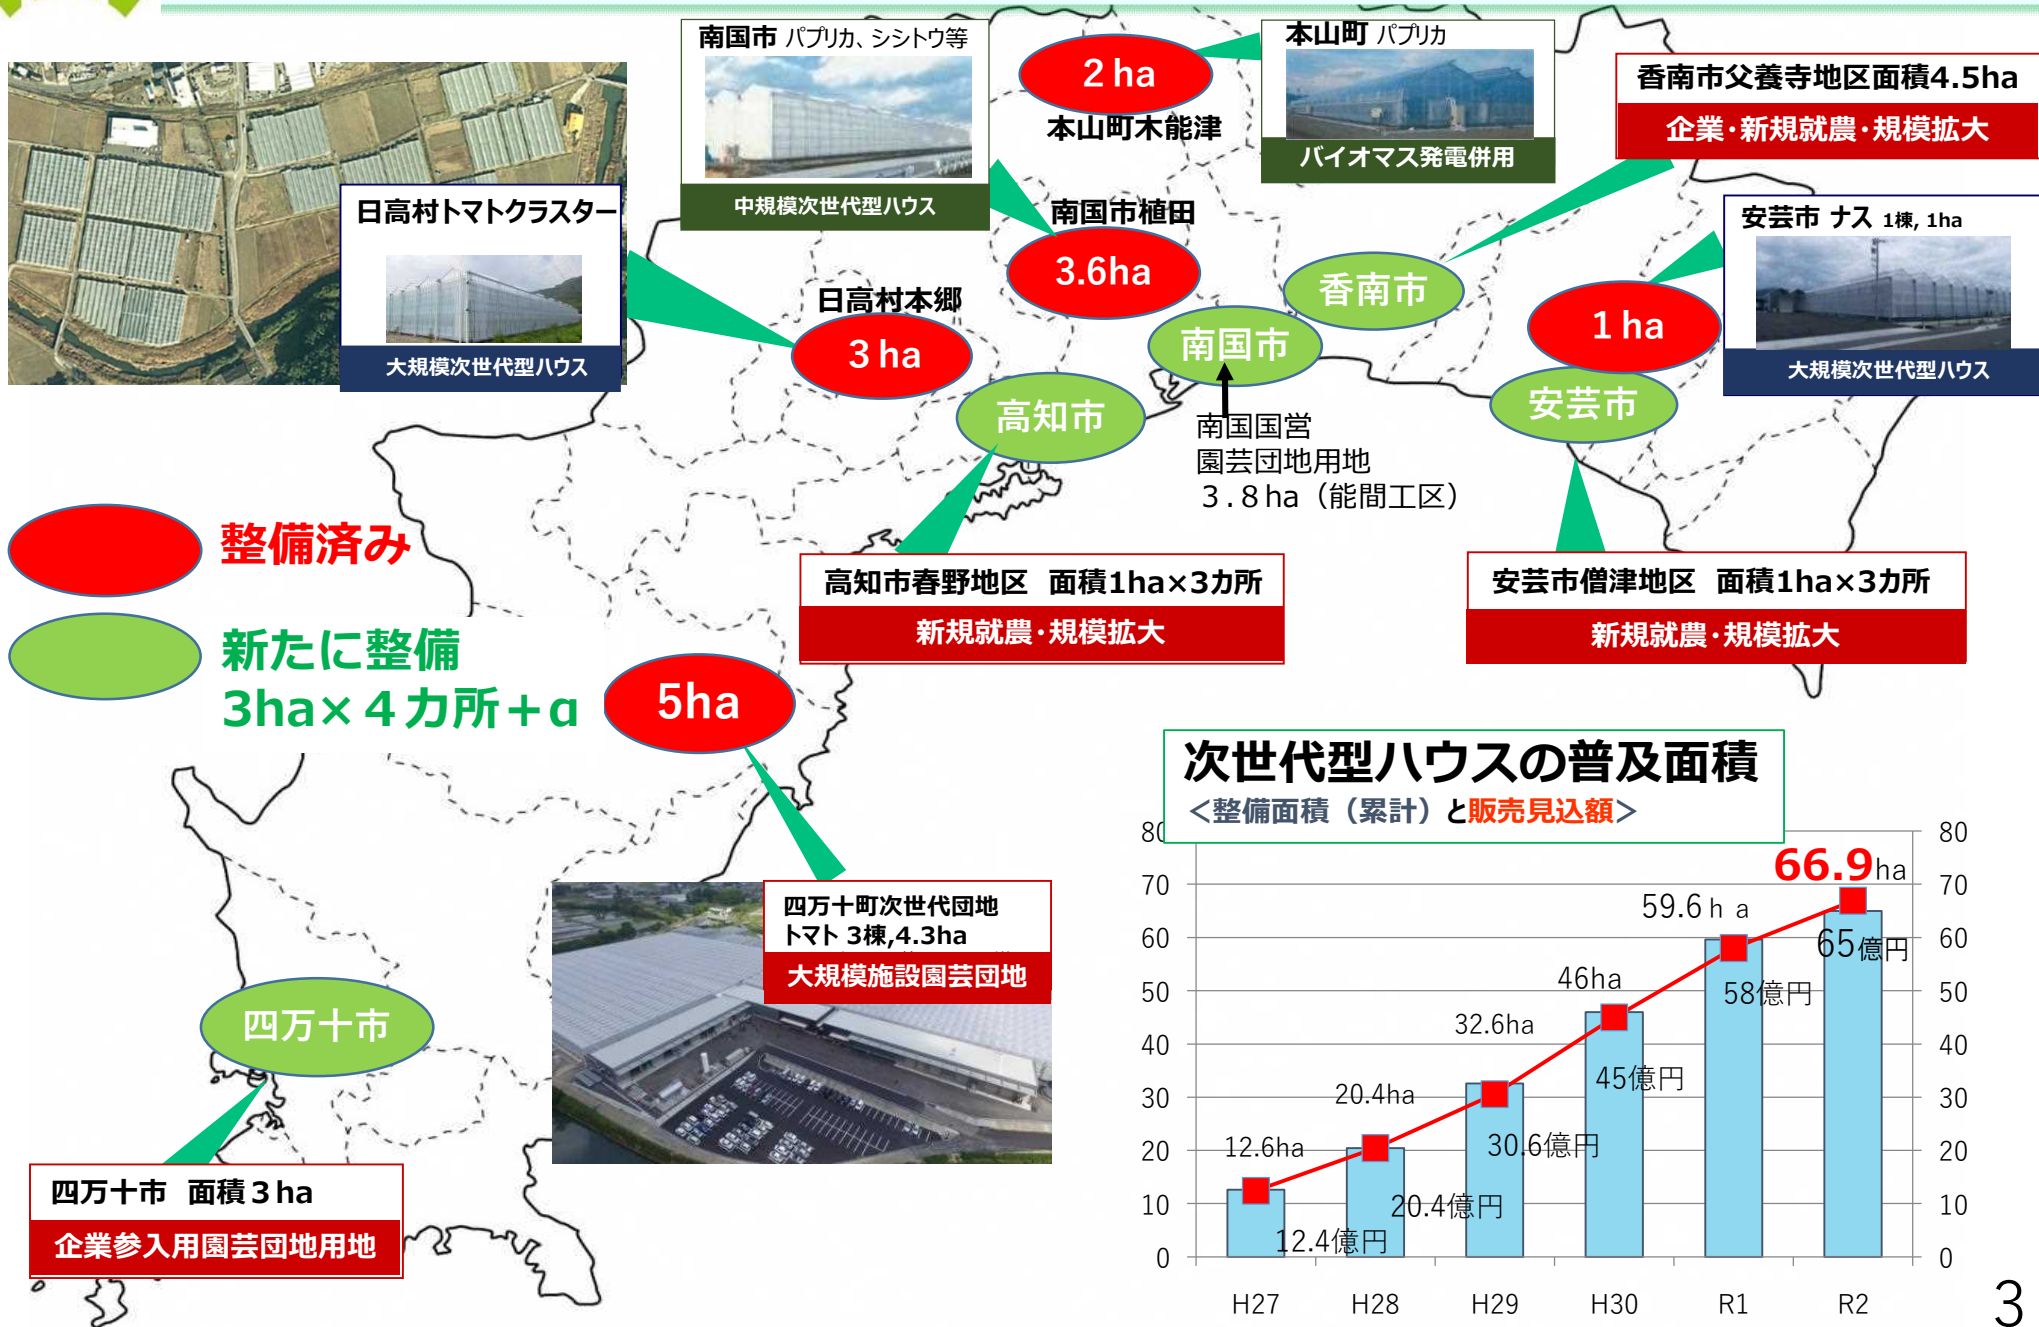 南国市 パプリカ、シシトウ等
中規模次世代型ハウス
2 ha
本山町木能津
本山町 パプリカ
バイオマス発電併用
香南市父養寺地区面積4.5ha
企業・新規就農・規模拡大
日高村トマトクラスター
大規模次世代型ハウス
南国市植田
3.6ha
日高村本郷
3 ha
香南市
南国市
高知市
安芸市 ナス 1棟, 1ha
大規模次世代型ハウス
1 ha
安芸市
南国国営
園芸団地用地
3.8ha（能間工区）
整備済み
新たに整備
3ha×４カ所＋α
高知市春野地区 面積1ha×3カ所
新規就農・規模拡大
安芸市僧津地区 面積1ha×3カ所
新規就農・規模拡大
5ha
四万十町次世代団地
トマト 3棟,4.3ha
大規模施設園芸団地
四万十市
四万十市 面積３ha
企業参入用園芸団地用地
次世代型ハウスの普及面積
＜整備面積（累計）と販売見込額＞
80 80
70 70
60 60
50 50
40 40
30 30
20 20
10 10
0 0
12.6ha
20.4ha
32.6ha
46ha
59.6ｈａ
66.9ha
12.4億円
20.4億円
30.6億円
45億円
58億円
65億円
H27 H28 H29 H30 R1 R2
3